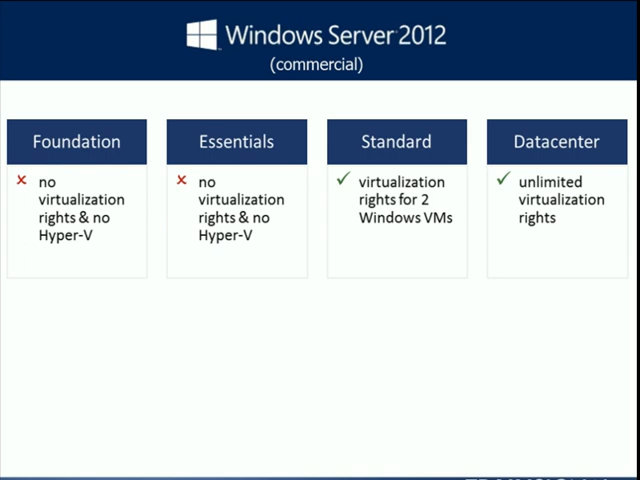 Windows Server 2012
(commercial)
Foundation
no
virtualization
rights & no
Hyper-V
Essentials
no
virtualization
rights & no
Hyper-V
Standard
virtualization
rights for 2
Windows VMs
Datacenter
unlimited
virtualization
rights